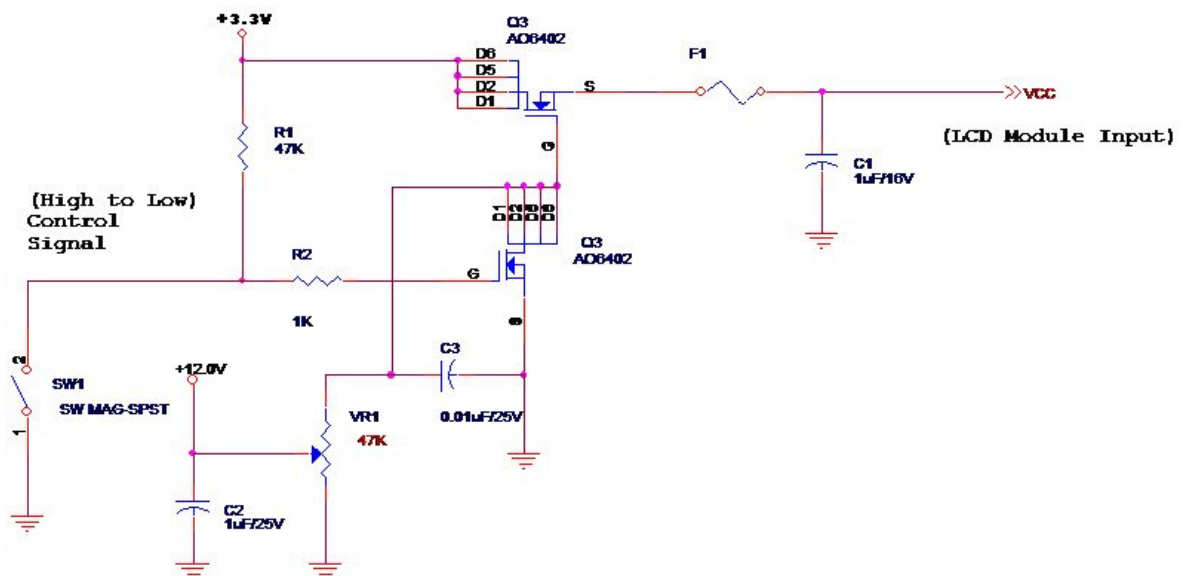 +3.3V
Q3
AO6402
D6
D5
D2
D1
S
G
F1
VCC
(LCD Module Input)
R1
47K
C1
1uF/16V
(High to Low)
Control
Signal
D1
D2
Q3
AO6402
R2
G
1K
S
C3
0.01uF/25V
2
SW1
SW MAG-SPST
1
+12.0V
VR1
47K
C2
1uF/25V